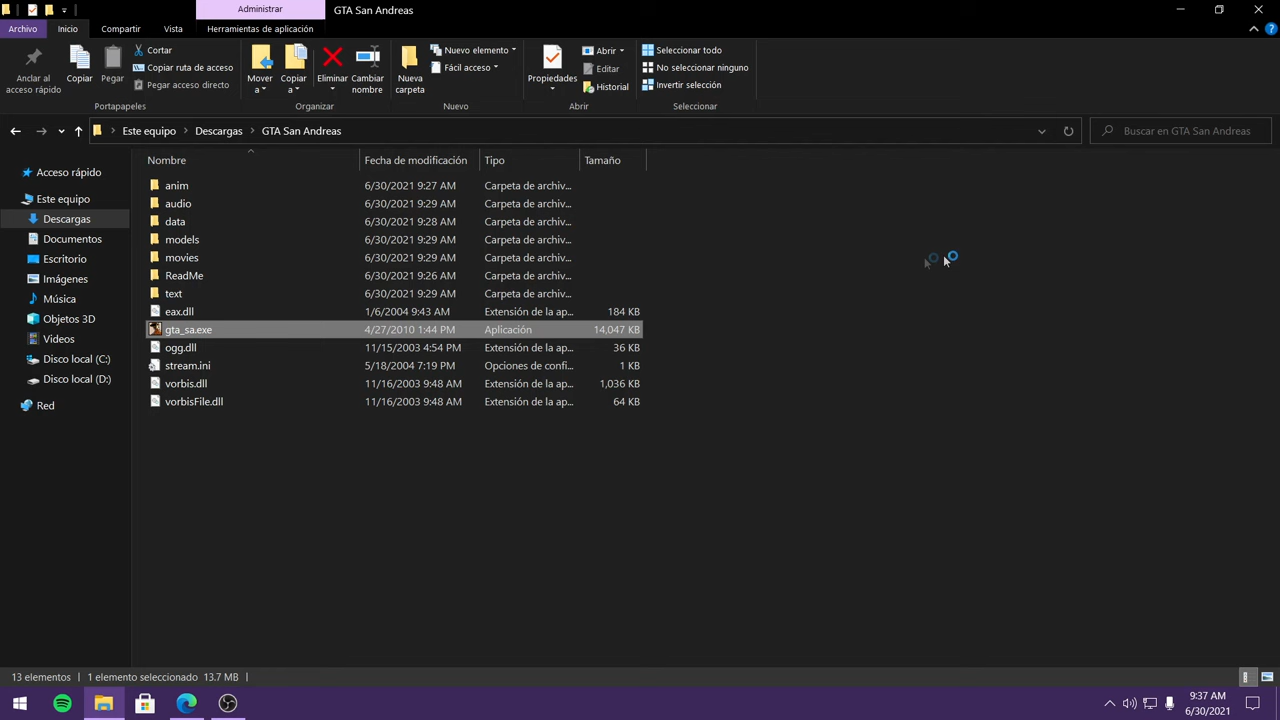 Administrar
GTA San Andreas
Archivo
Inicio
Compartir
Vista
Herramientas de aplicación
Anclar al acceso rápido
Copiar
Pegar
Cortar
Copiar ruta de acceso
Pegar acceso directo
Portapapeles
Mover a
Copiar a
Eliminar
Cambiar nombre
Organizar
Nueva carpeta
Nuevo elemento
Fácil acceso
Nuevo
Propiedades
Abrir
Editar
Historial
Abrir
Seleccionar todo
No seleccionar ninguno
Invertir selección
Seleccionar
Este equipo > Descargas > GTA San Andreas
Buscar en GTA San Andreas
Acceso rápido
Este equipo
Descargas
Documentos
Escritorio
Imágenes
Música
Objetos 3D
Videos
Disco local (C:)
Disco local (D:)
Red
Nombre Fecha de modificación Tipo Tamaño
anim 6/30/2021 9:27 AM Carpeta de archiv...
audio 6/30/2021 9:29 AM Carpeta de archiv...
data 6/30/2021 9:28 AM Carpeta de archiv...
models 6/30/2021 9:29 AM Carpeta de archiv...
movies 6/30/2021 9:29 AM Carpeta de archiv...
ReadMe 6/30/2021 9:26 AM Carpeta de archiv...
text 6/30/2021 9:29 AM Carpeta de archiv...
eax.dll 1/6/2004 9:43 AM Extensión de la ap... 184 KB
gta_sa.exe 4/27/2010 1:44 PM Aplicación 14,047 KB
ogg.dll 11/15/2003 4:54 PM Extensión de la ap... 36 KB
stream.ini 5/18/2004 7:19 PM Opciones de confi... 1 KB
vorbis.dll 11/16/2003 9:48 AM Extensión de la ap... 1,036 KB
vorbisFile.dll 11/16/2003 9:48 AM Extensión de la ap... 64 KB
13 elementos 1 elemento seleccionado 13.7 MB
9:37 AM
6/30/2021